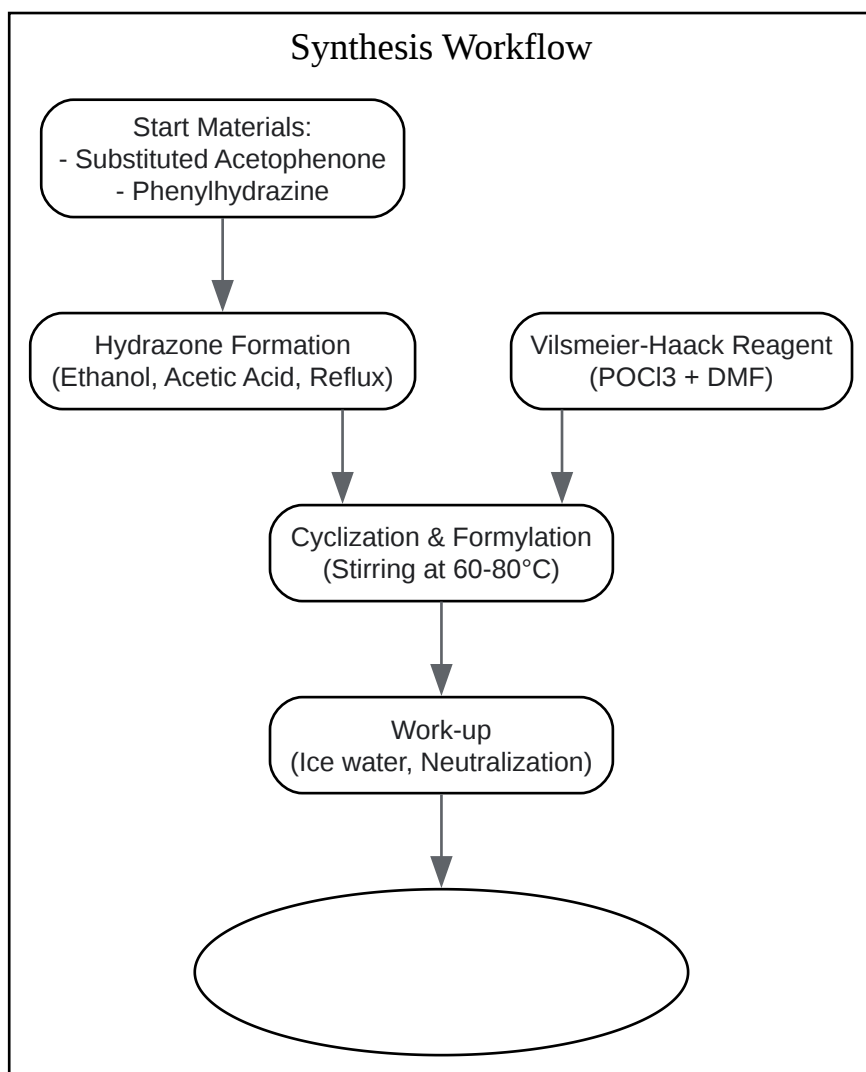 Synthesis Workflow
Start Materials:
- Substituted Acetophenone
- Phenylhydrazine
Hydrazone Formation
(Ethanol, Acetic Acid, Reflux)
Vilsmeier-Haack Reagent
(POCl3 + DMF)
Cyclization & Formylation
(Stirring at 60-80°C)
Work-up
(Ice water, Neutralization)